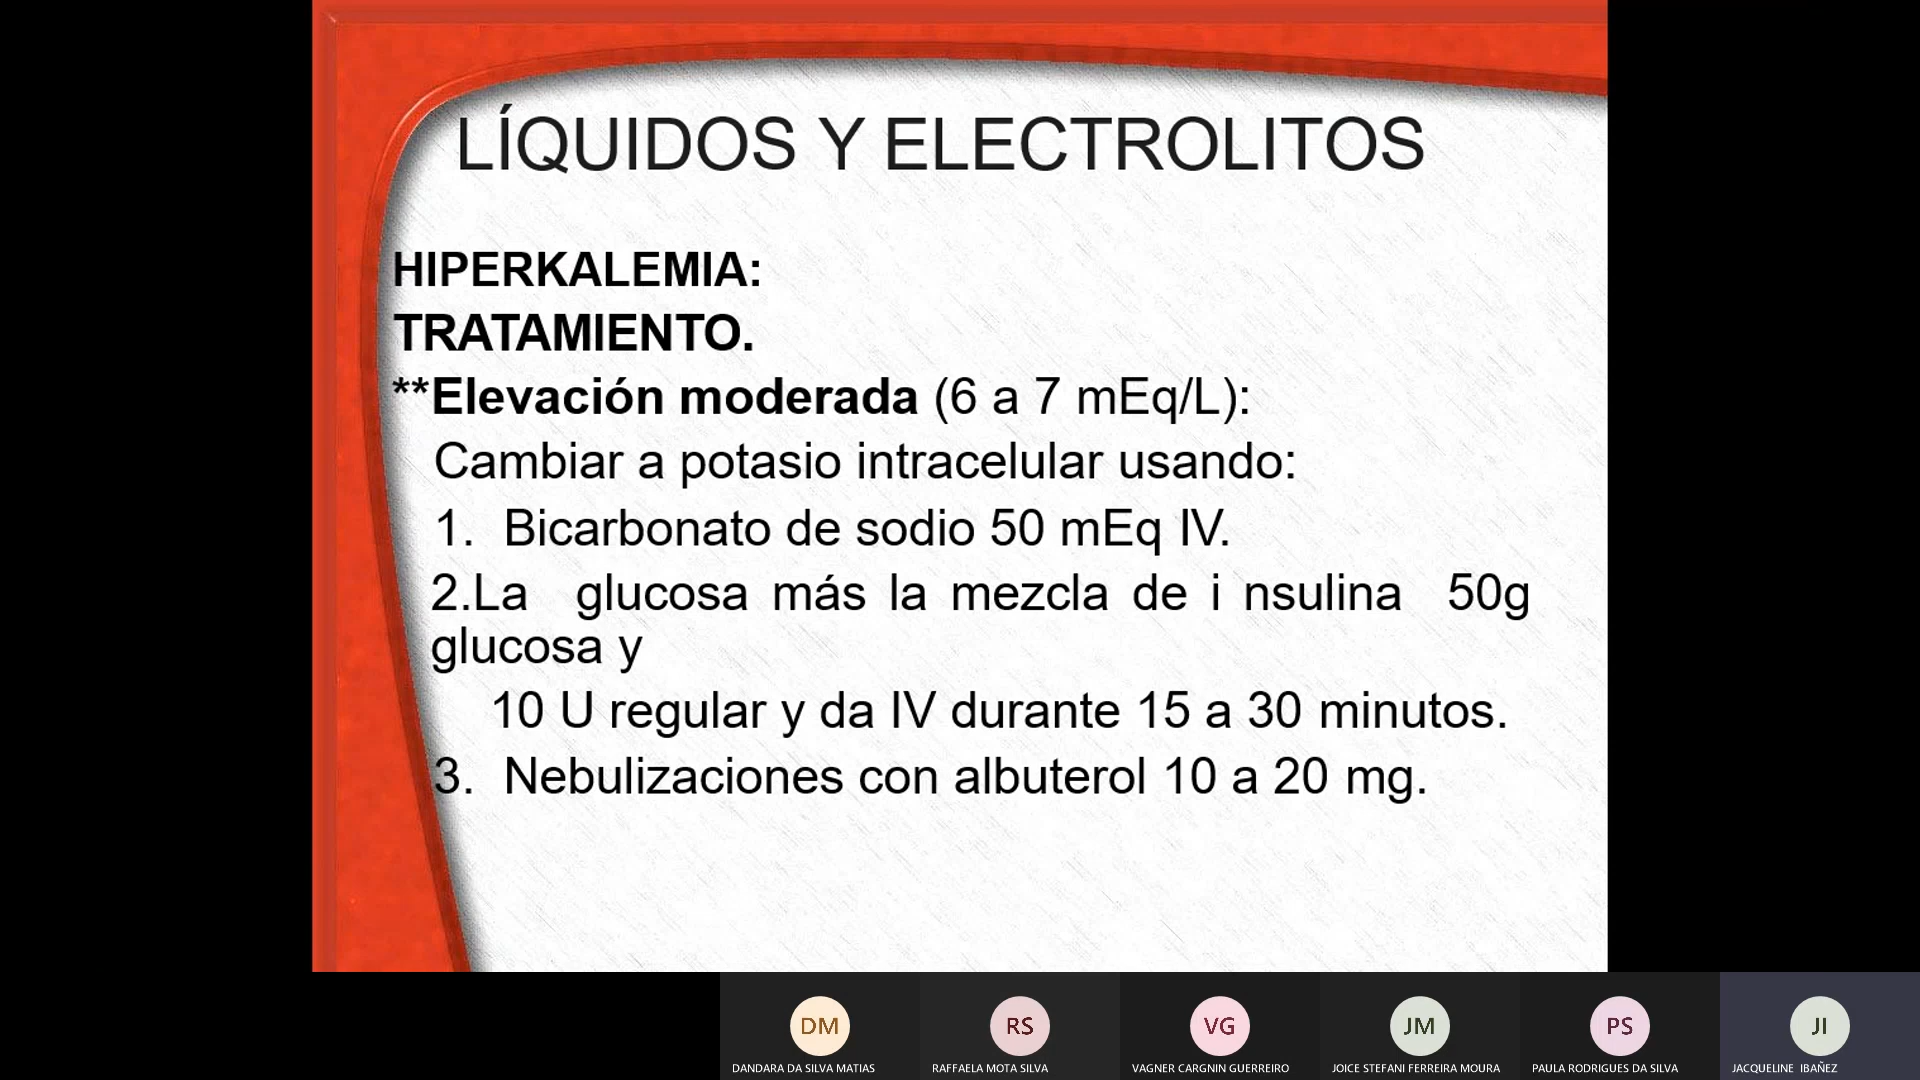 LÍQUIDOS Y ELECTROLITOS
HIPERKALEMIA:
TRATAMIENTO.
**Elevación moderada (6 a 7 mEq/L):
Cambiar a potasio intracelular usando:
1. Bicarbonato de sodio 50 mEq IV.
2.La glucosa más la mezcla de i nsulina 50g
glucosa y
10 U regular y da IV durante 15 a 30 minutos.
3. Nebulizaciones con albuterol 10 a 20 mg.
DM RS VG JM PS JI
DANDARA DA SILVA MATIAS RAFFAELA MOTA SILVA VAGNER CARGNIN GUERREIRO JOICE STEFANI FERREIRA MOURA PAULA RODRIGUES DA SILVA JACQUELINE IBAÑEZ